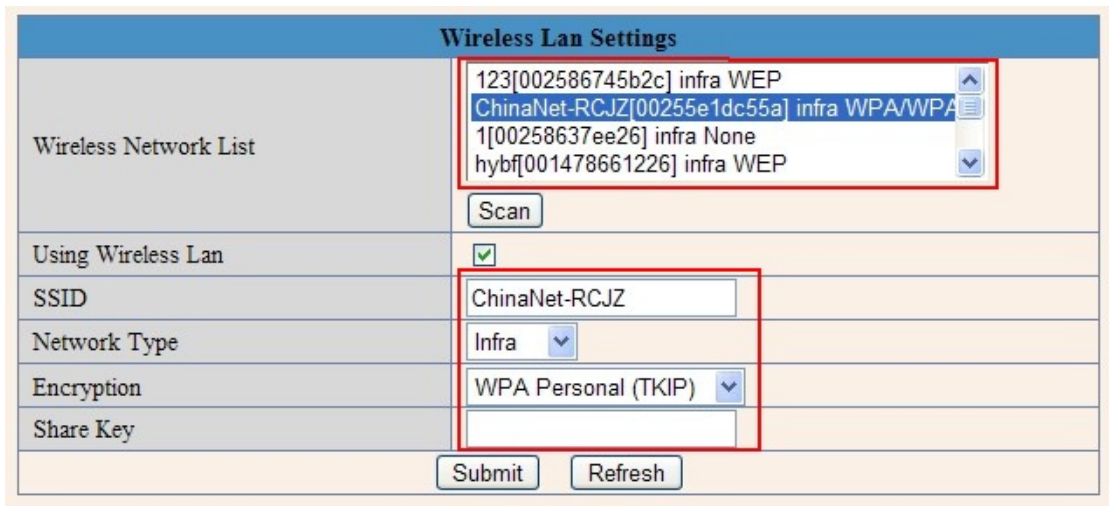 Wireless Lan Settings
Wireless Network List
123[002586745b2c] infra WEP
ChinaNet-RCJZ[00255e1dc55a] infra WPA/WPA
1[00258637ee26] infra None
hybf[001478661226] infra WEP
Scan
Using Wireless Lan
SSID ChinaNet-RCJZ
Network Type Infra
Encryption WPA Personal (TKIP)
Share Key
Submit Refresh